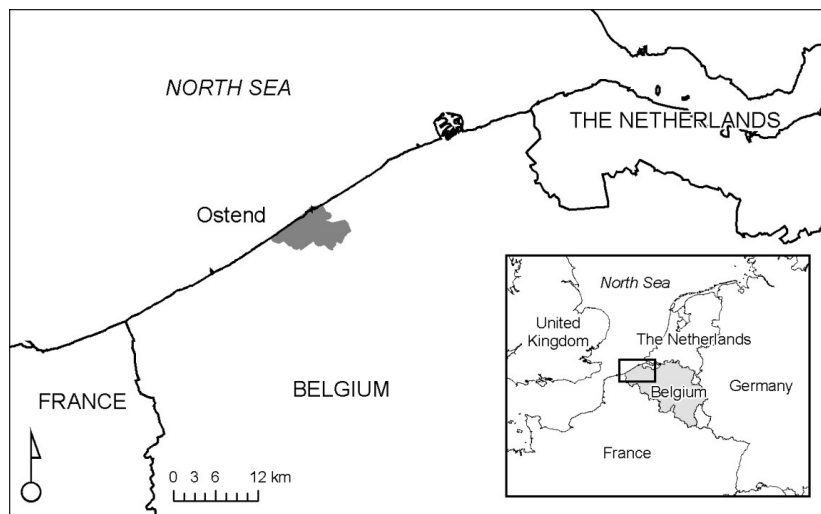 NORTH SEA
THE NETHERLANDS
Ostend
North Sea
United
Kingdom
The Netherlands
Belgium
Germany
France
BELGIUM
FRANCE
0 3 6 12 km